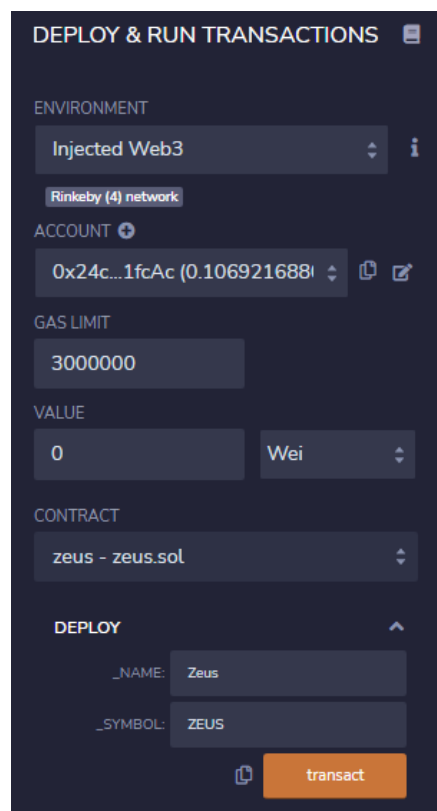 DEPLOY & RUN TRANSACTIONS
ENVIRONMENT
Injected Web3
Rinkeby (4) network
ACCOUNT
0x24c...1fcAc (0.106921688
GAS LIMIT
3000000
VALUE
0 Wei
CONTRACT
zeus - zeus.sol
DEPLOY
_NAME: Zeus
_SYMBOL: ZEUS
transact